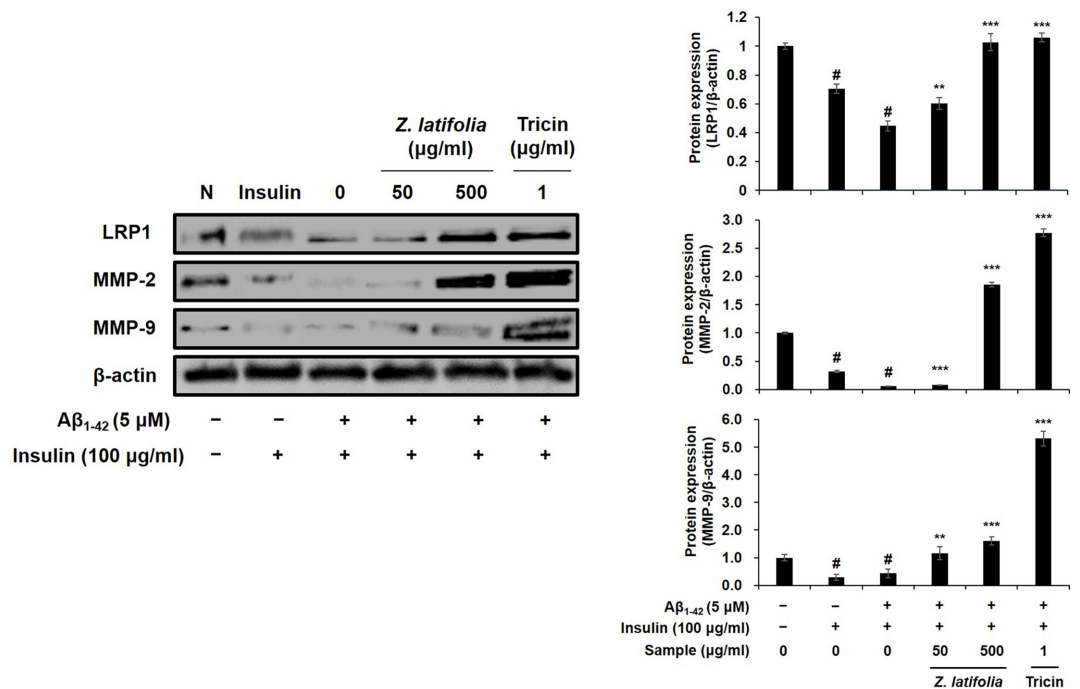 Z. latifolia
(µg/ml)
Tricin
(µg/ml)
N Insulin 0 50 500 1
LRP1
MMP-2
MMP-9
β-actin
Aβ1-42 (5 µM) − − + + + +
Insulin (100 µg/ml) − + + + + +
Protein expression
(LRP1/β-actin)
1.2
1
0.8
0.6
0.4
0.2
0
# # ** *** ***
Protein expression
(MMP-2/β-actin)
3.0
2.5
2.0
1.5
1.0
0.5
0.0
# # *** *** ***
Protein expression
(MMP-9/β-actin)
6.0
5.0
4.0
3.0
2.0
1.0
0.0
# # ** *** ***
Aβ1-42 (5 µM) − − + + + +
Insulin (100 µg/ml) − + + + + +
Sample (µg/ml) 0 0 0 50 500 1
Z. latifolia Tricin